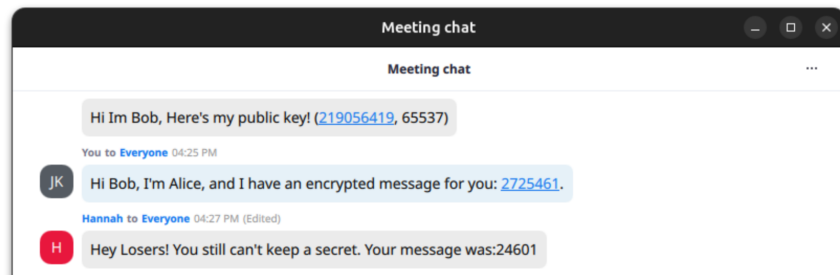 Meeting chat
Meeting chat
Hi Im Bob, Here's my public key! (219056419, 65537)
You to Everyone 04:25 PM
JK
Hi Bob, I'm Alice, and I have an encrypted message for you: 2725461.
Hannah to Everyone 04:27 PM (Edited)
H
Hey Losers! You still can't keep a secret. Your message was:24601